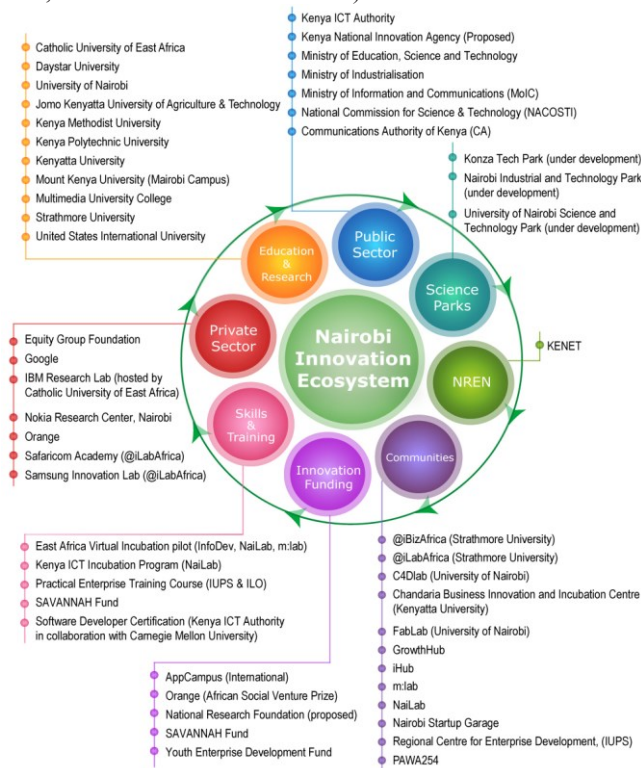 Kenya ICT Authority
Kenya National Innovation Agency (Proposed)
Ministry of Education, Science and Technology
Ministry of Industrialisation
Ministry of Information and Communications (MoIC)
National Commission for Science & Technology (NACOSTI)
Communications Authority of Kenya (CA)
Catholic University of East Africa
Daystar University
University of Nairobi
Jomo Kenyatta University of Agriculture & Technology
Kenya Methodist University
Kenya Polytechnic University
Kenyatta University
Mount Kenya University (Mairobi Campus)
Multimedia University College
Strathmore University
United States International University
Konza Tech Park (under development)
Nairobi Industrial and Technology Park
(under development)
University of Nairobi Science and
Technology Park (under development)
Education
&
Research
Public
Sector
Science
Parks
Private
Sector
Nairobi
Innovation
Ecosystem
NREN
KENET
Skills
&
Training
Innovation
Funding
Communities
Equity Group Foundation
Google
IBM Research Lab (hosted by
Catholic University of East Africa)
Nokia Research Center, Nairobi
Orange
Safaricom Academy (@iLabAfrica)
Samsung Innovation Lab (@iLabAfrica)
East Africa Virtual Incubation pilot (InfoDev, NaiLab, m:lab)
Kenya ICT Incubation Program (NaiLab)
Practical Enterprise Training Course (IUPS & ILO)
SAVANNAH Fund
Software Developer Certification (Kenya ICT Authority
in collaboration with Carnegie Mellon University)
@iBizAfrica (Strathmore University)
@iLabAfrica (Strathmore University)
C4Dlab (University of Nairobi)
Chandaria Business Innovation and Incubation Centre
(Kenyatta University)
FabLab (University of Nairobi)
GrowthHub
iHub
m:lab
NaiLab
Nairobi Startup Garage
Regional Centre for Enterprise Development, (IUPS)
PAWA254
AppCampus (International)
Orange (African Social Venture Prize)
National Research Foundation (proposed)
SAVANNAH Fund
Youth Enterprise Development Fund